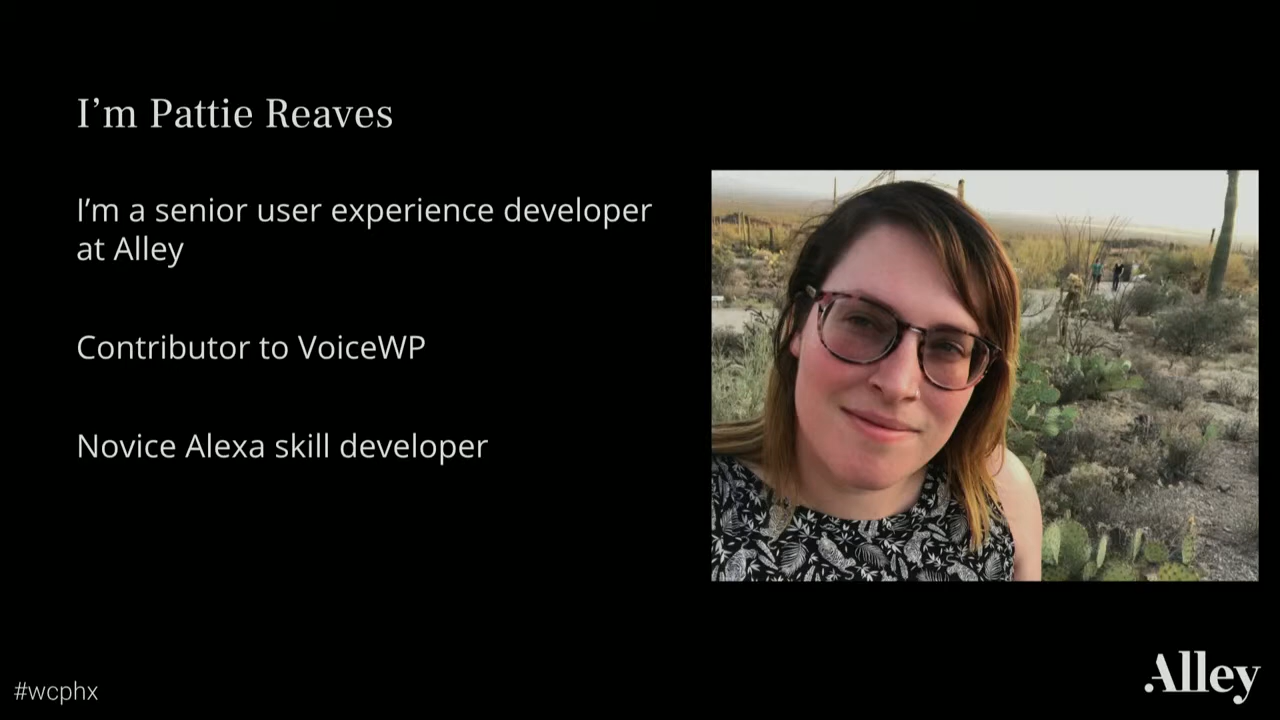 I’m Pattie Reaves
I’m a senior user experience developer
at Alley
Contributor to VoiceWP
Novice Alexa skill developer
#wcphx
Alley